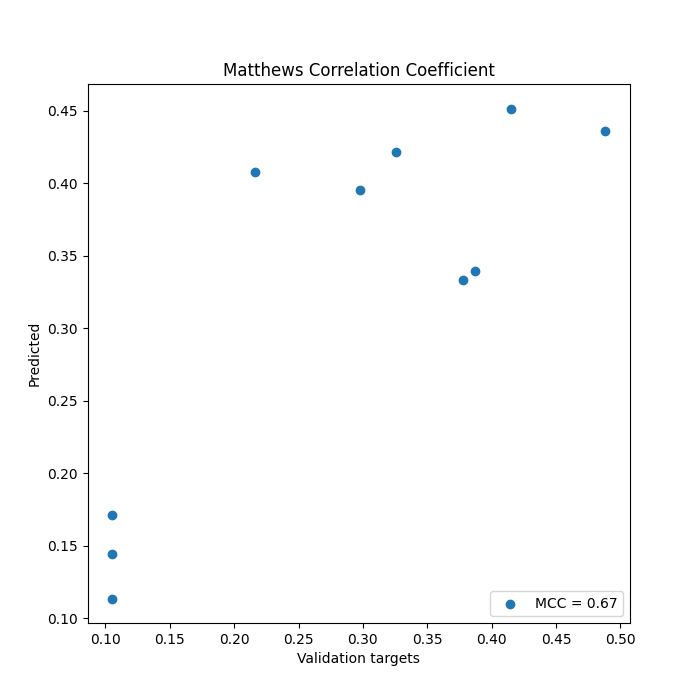 Matthews Correlation Coefficient
0.45
0.40
0.35
0.30
0.25
0.20
0.15
0.10
Predicted
MCC = 0.67
0.10 0.15 0.20 0.25 0.30 0.35 0.40 0.45 0.50
Validation targets